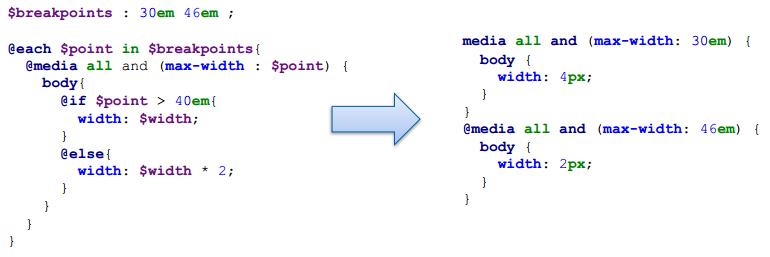 $breakpoints : 30em 46em ;
@each $point in $breakpoints{
@media all and (max-width : $point) {
body{
@if $point > 40em{
width: $width;
}
@else{
width: $width * 2;
}
}
}
}
media all and (max-width: 30em) {
body {
width: 4px;
}
}
@media all and (max-width: 46em) {
body {
width: 2px;
}
}